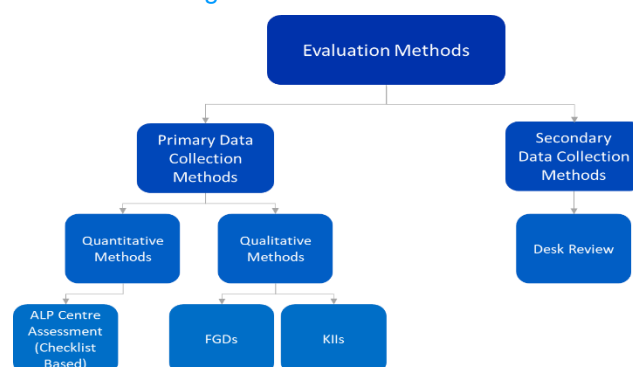 Evaluation Methods
Primary Data
Collection
Methods
Secondary
Data Collection
Methods
Quantitative
Methods
Qualitative
Methods
Desk Review
ALP Centre
Assessment
(Checklist
Based)
FGDs
KIIs